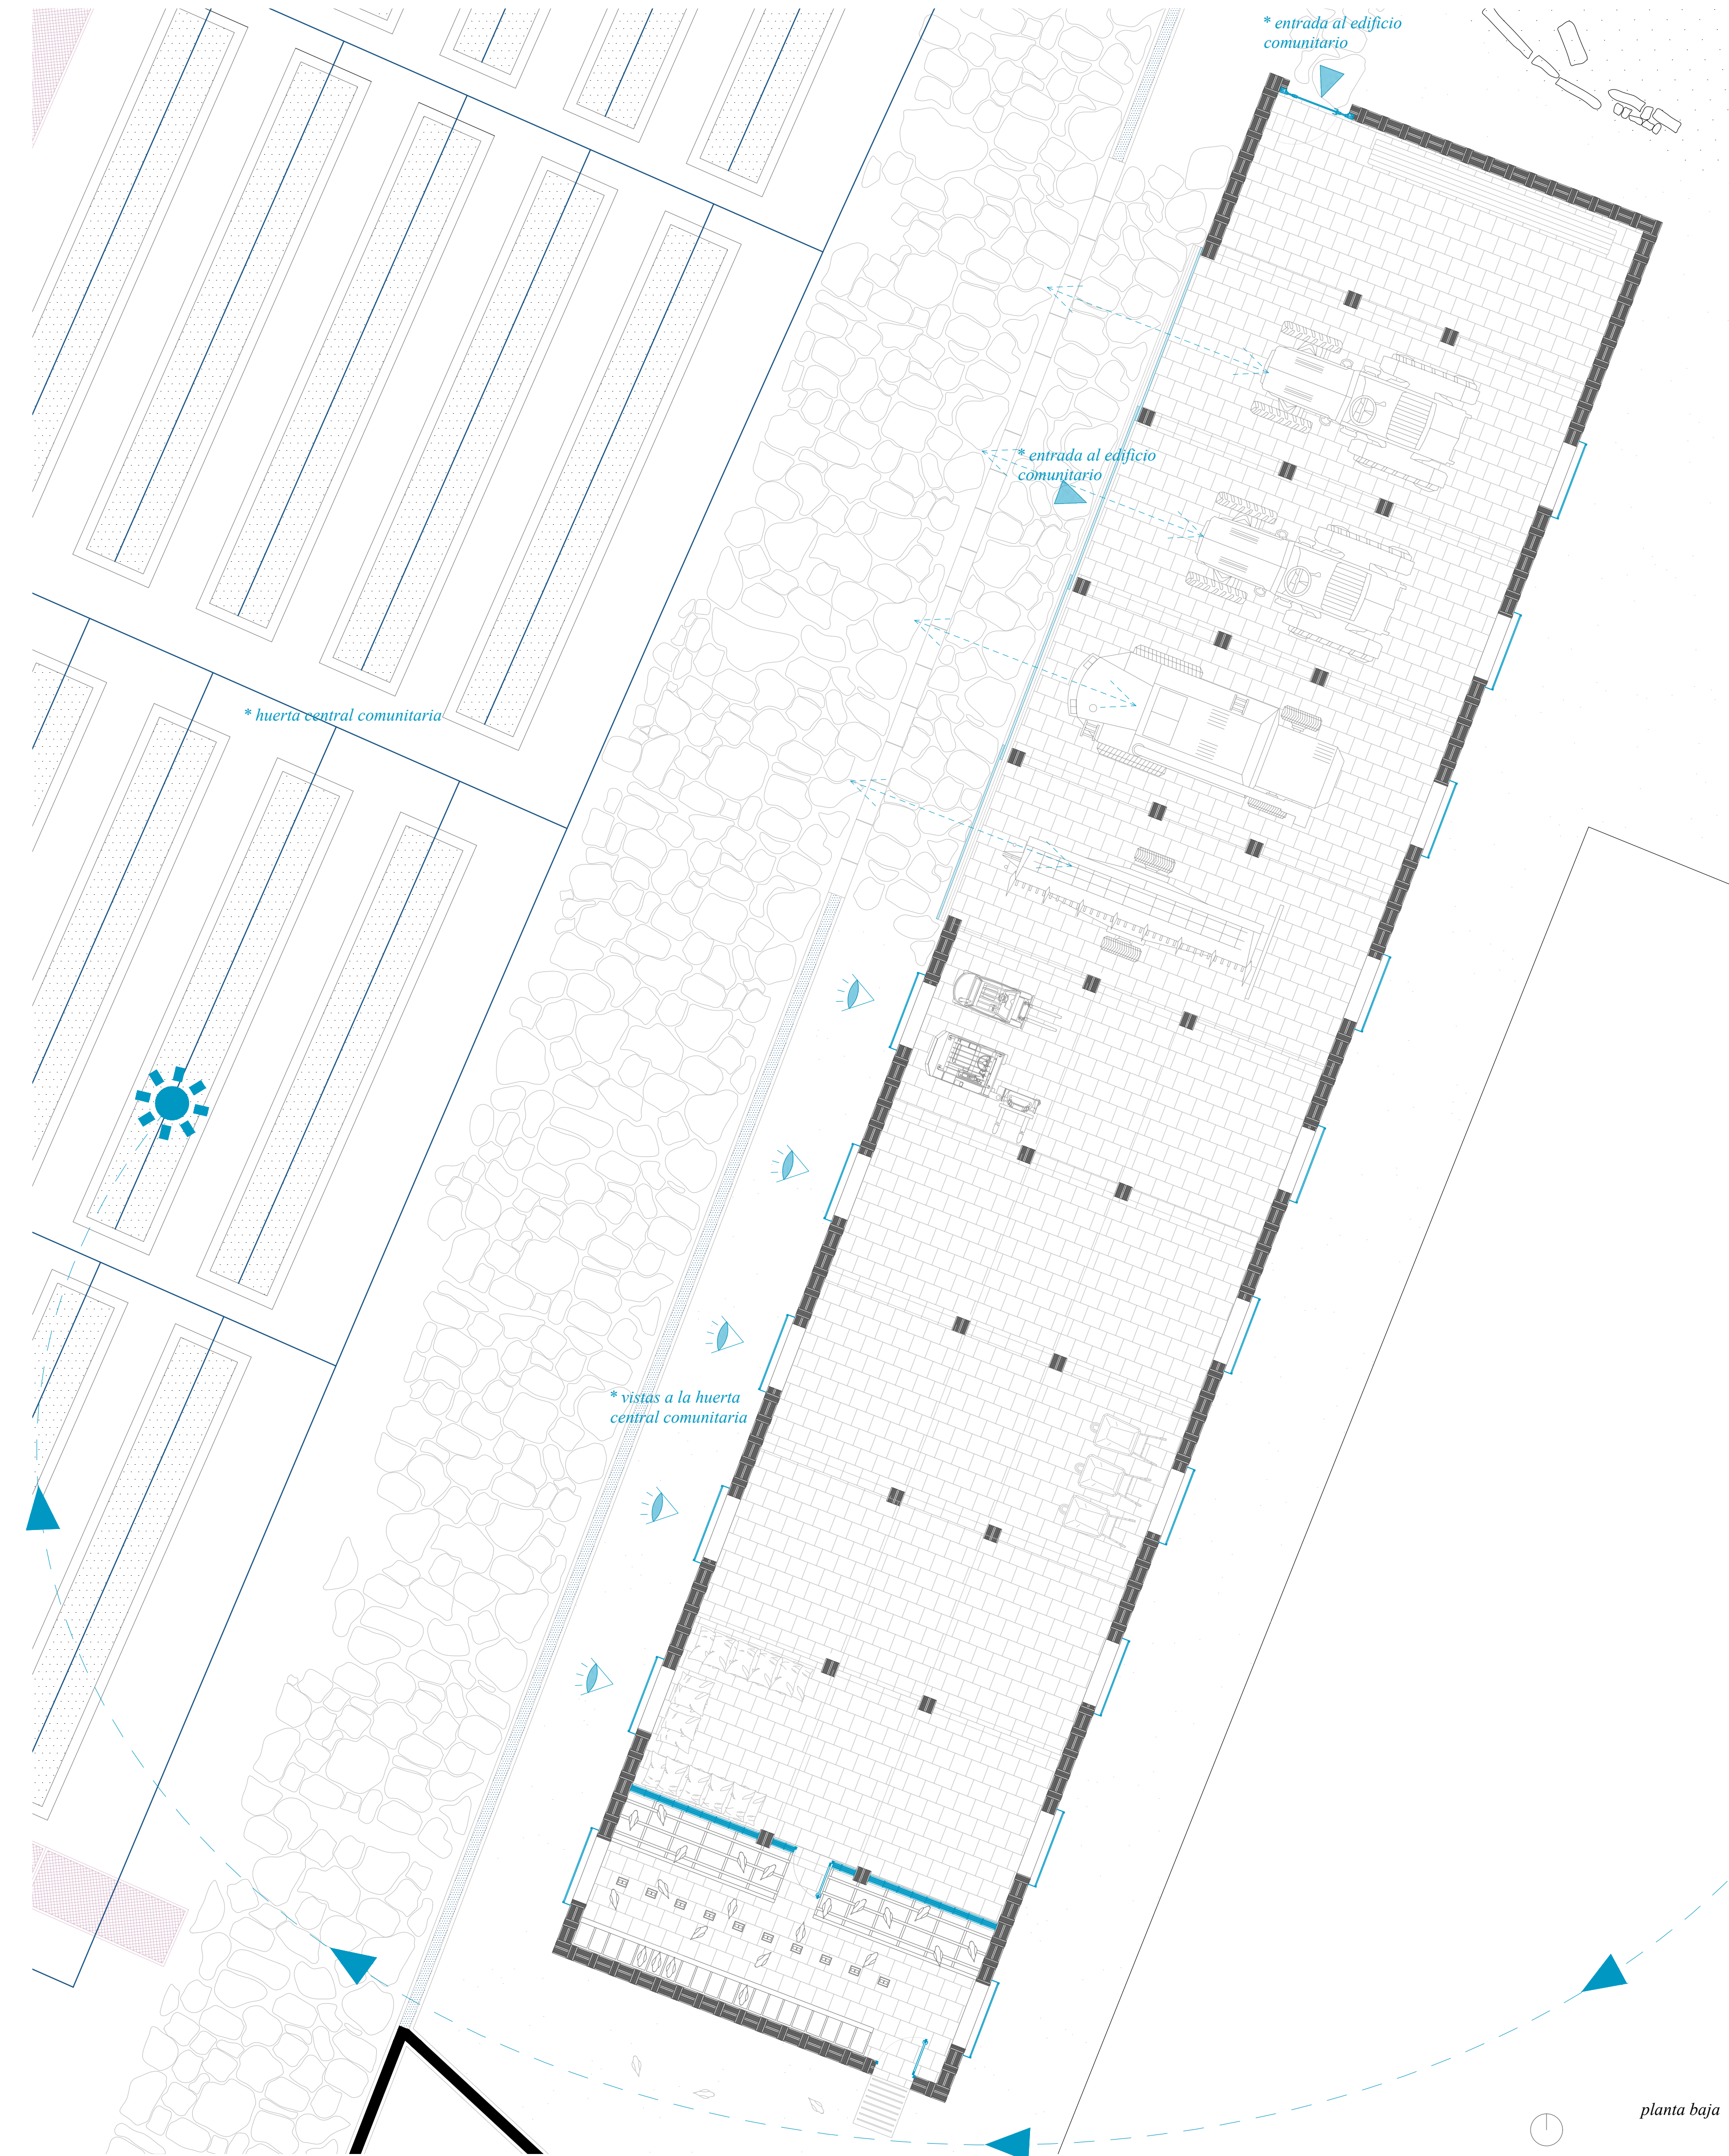 * entrada al edificio
comunitario
* entrada al edificio
comunitario
* huerta central comunitaria
* vistas a la huerta
central comunitaria
planta baja